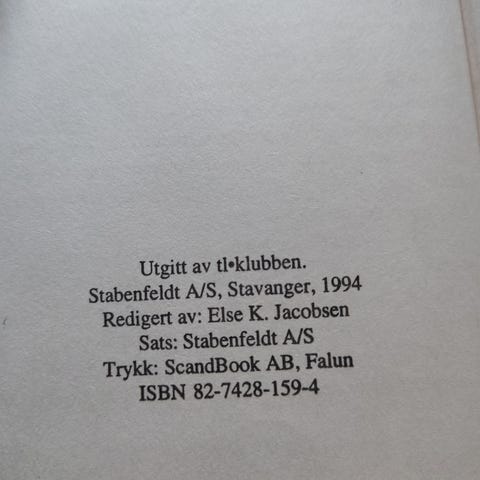 Utgitt av tl•klubben.
Stabenfeldt A/S, Stavanger, 1994
Redigert av: Else K. Jacobsen
Sats: Stabenfeldt A/S
Trykk: ScandBook AB, Falun
ISBN 82-7428-159-4